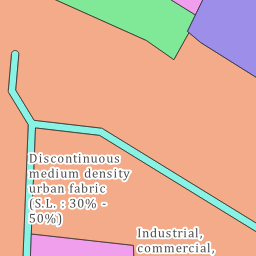 Discontinuous
medium density
urban fabric
(S.L. : 30% -
50%)
Industrial,
commercial,